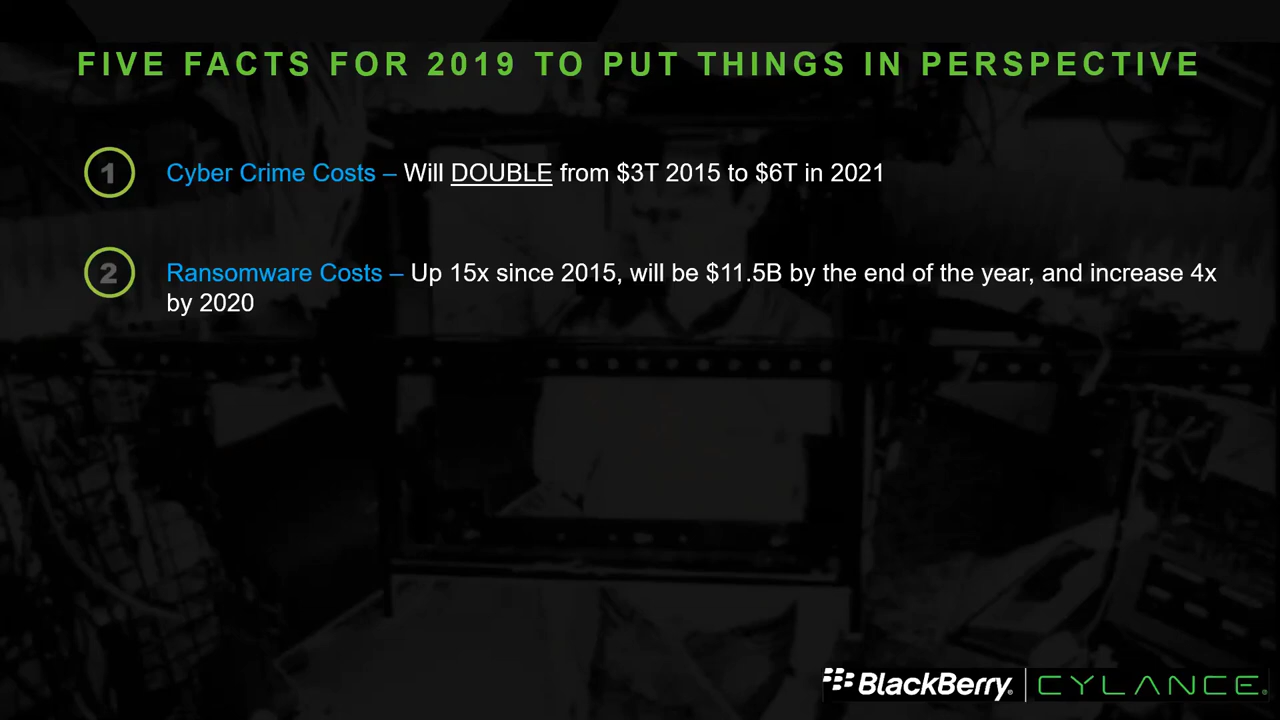 FIVE FACTS FOR 2019 TO PUT THINGS IN PERSPECTIVE
1
Cyber Crime Costs – Will DOUBLE from $3T 2015 to $6T in 2021
2
Ransomware Costs – Up 15x since 2015, will be $11.5B by the end of the year, and increase 4x
by 2020
BlackBerry. | CYLANCE.